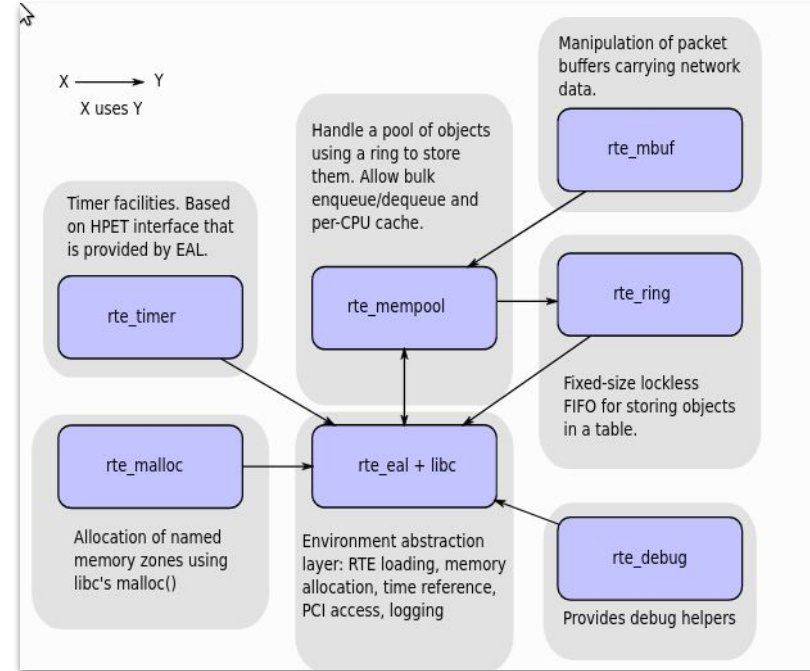 X
Y
X uses Y
Manipulation of packet
buffers carrying network
data.
rte_mbuf
Handle a pool of objects
using a ring to store
them. Allow bulk
enqueue/dequeue and
per-CPU cache.
rte_mempool
Timer facilities. Based
on HPET interface that
is provided by EAL.
rte_timer
rte_ring
Fixed-size lockless
FIFO for storing objects
in a table.
rte_malloc
Allocation of named
memory zones using
libc's malloc()
rte_eal + libc
Environment abstraction
layer: RTE loading, memory
allocation, time reference,
PCI access, logging
rte_debug
Provides debug helpers